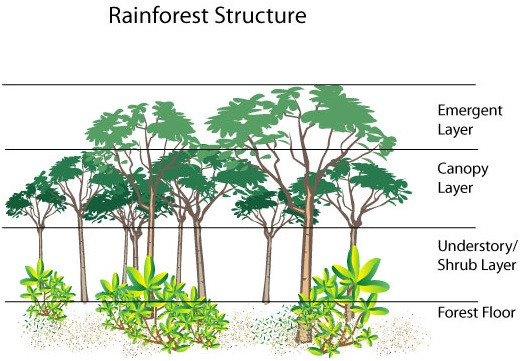 Rainforest Structure
Emergent
Layer
Canopy
Layer
Understory/
Shrub Layer
Forest Floor